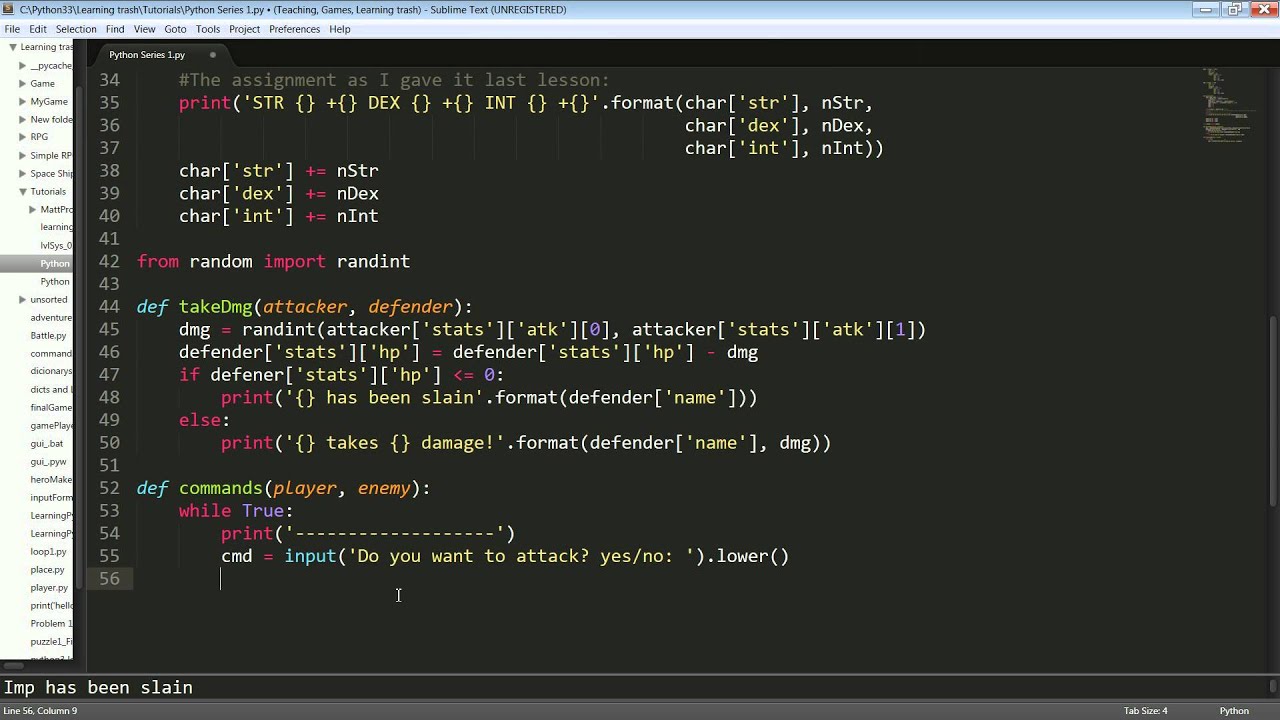 C:\Python33\Learning trash\Tutorials\Python Series 1.py • (Teaching, Games, Learning trash) - Sublime Text (UNREGISTERED)
File Edit Selection Find View Goto Tools Project Preferences Help
Learning tras
__pycache_
Game
MyGame
New folde
RPG
Simple RP
Space Ship
Tutorials
MattPro
learning
lvlSys_0
Python
Python
unsorted
adventure
Battle.py
command
dicionarys
dicts and l
finalGame
gamePlaye
gui_.bat
gui_.pyw
heroMake
inputForm
LearningPy
LearningPy
loop1.py
place.py
player.py
print('hello
Problem 1
puzzle1_Fi
Python Series 1.py
34 #The assignment as I gave it last lesson:
35 print('STR {} +{} DEX {} +{} INT {} +{}'.format(char['str'], nStr,
36 char['dex'], nDex,
37 char['int'], nInt))
38 char['str'] += nStr
39 char['dex'] += nDex
40 char['int'] += nInt
41
42 from random import randint
43
44 def takeDmg(attacker, defender):
45 dmg = randint(attacker['stats']['atk'][0], attacker['stats']['atk'][1])
46 defender['stats']['hp'] = defender['stats']['hp'] - dmg
47 if defener['stats']['hp'] <= 0:
48 print('{} has been slain'.format(defender['name']))
49 else:
50 print('{} takes {} damage!'.format(defender['name'], dmg))
51
52 def commands(player, enemy):
53 while True:
54 print('-------------------')
55 cmd = input('Do you want to attack? yes/no: ').lower()
56
Imp has been slain
Line 56, Column 9 Tab Size: 4 Python